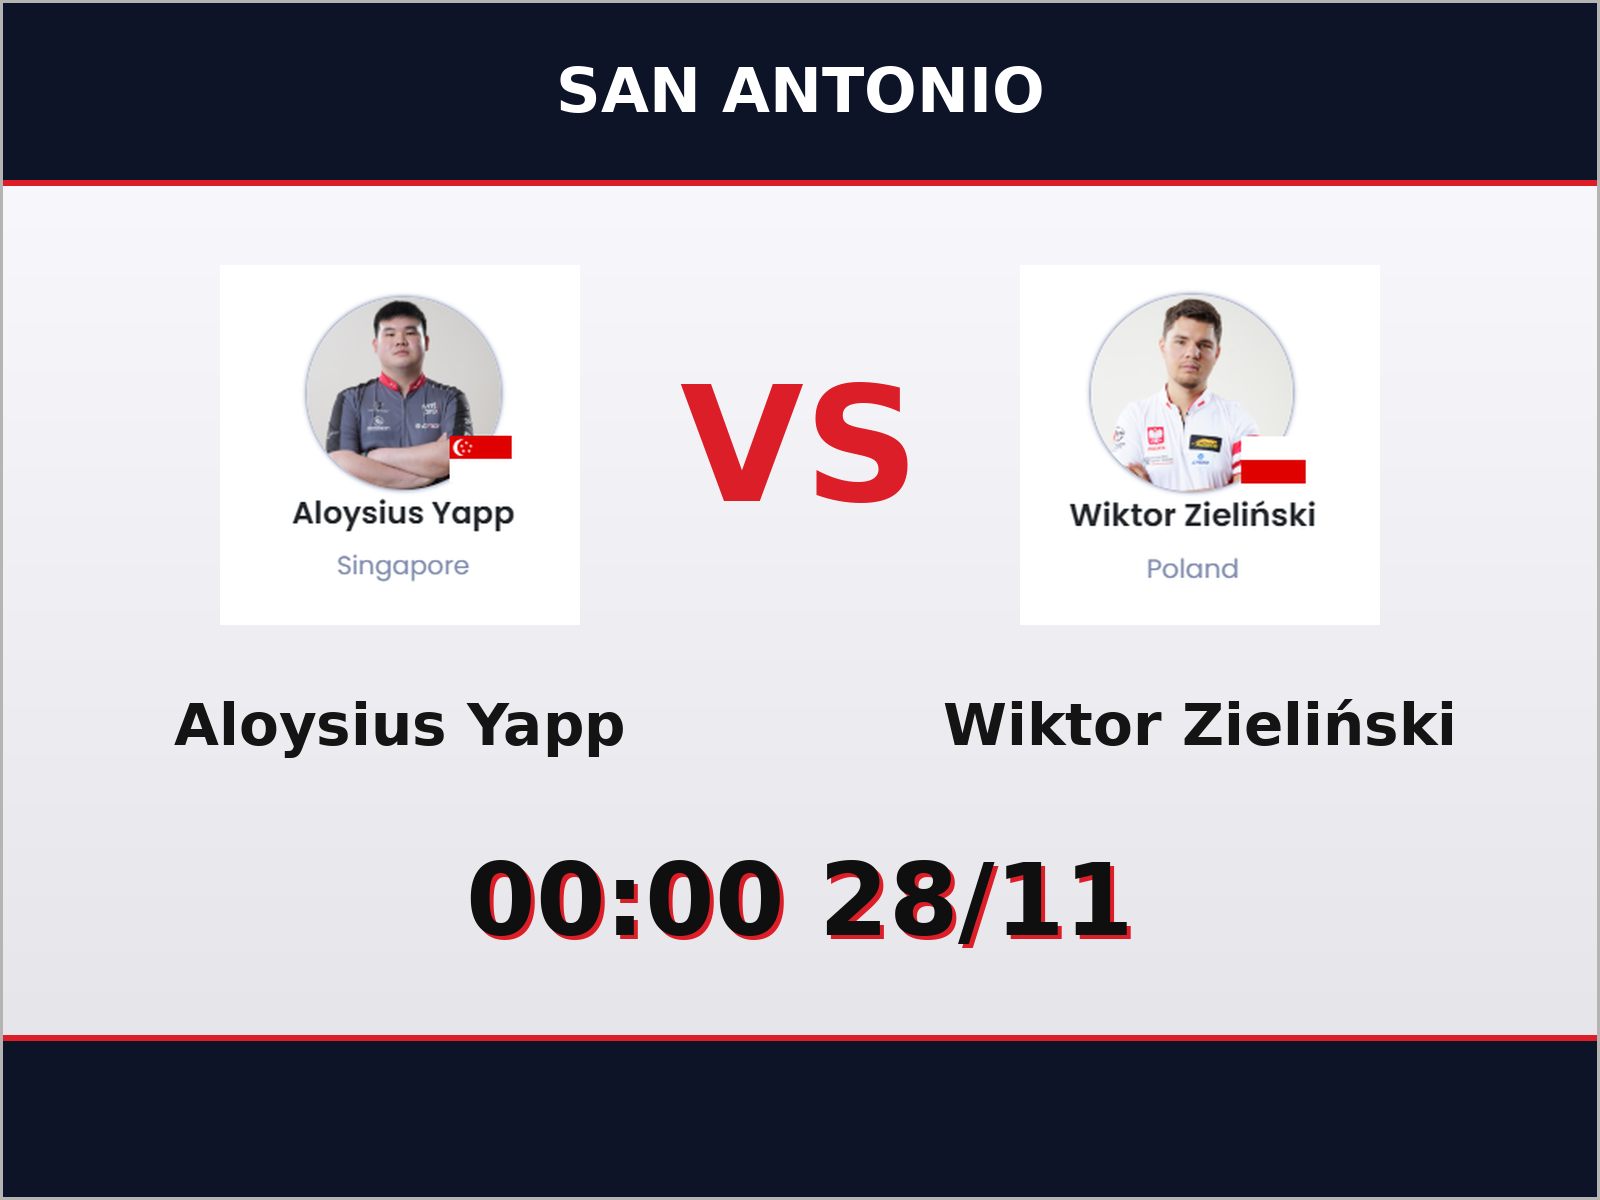 SAN ANTONIO
VS
Aloysius Yapp
Singapore
Wiktor Zieliński
Poland
Aloysius Yapp
Wiktor Zieliński
00:00 28/11